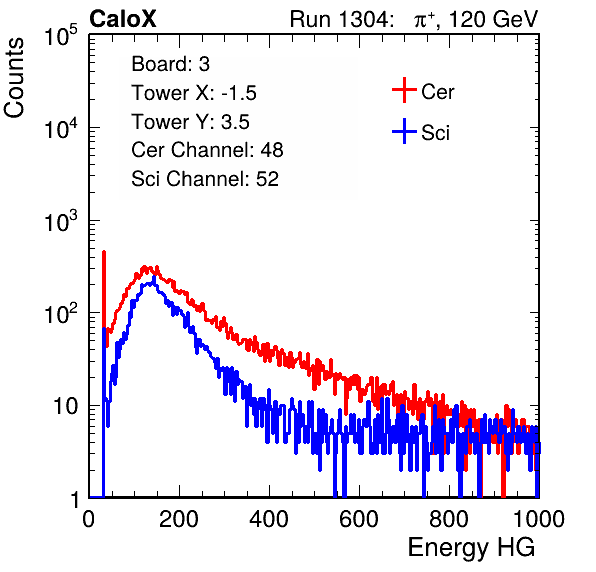 CaloX Run 1304: π⁺, 120 GeV
Counts
10⁵
10⁴
10³
10²
10
1
Board: 3
Tower X: -1.5
Tower Y: 3.5
Cer Channel: 48
Sci Channel: 52
Cer
Sci
0 200 400 600 800 1000
Energy HG